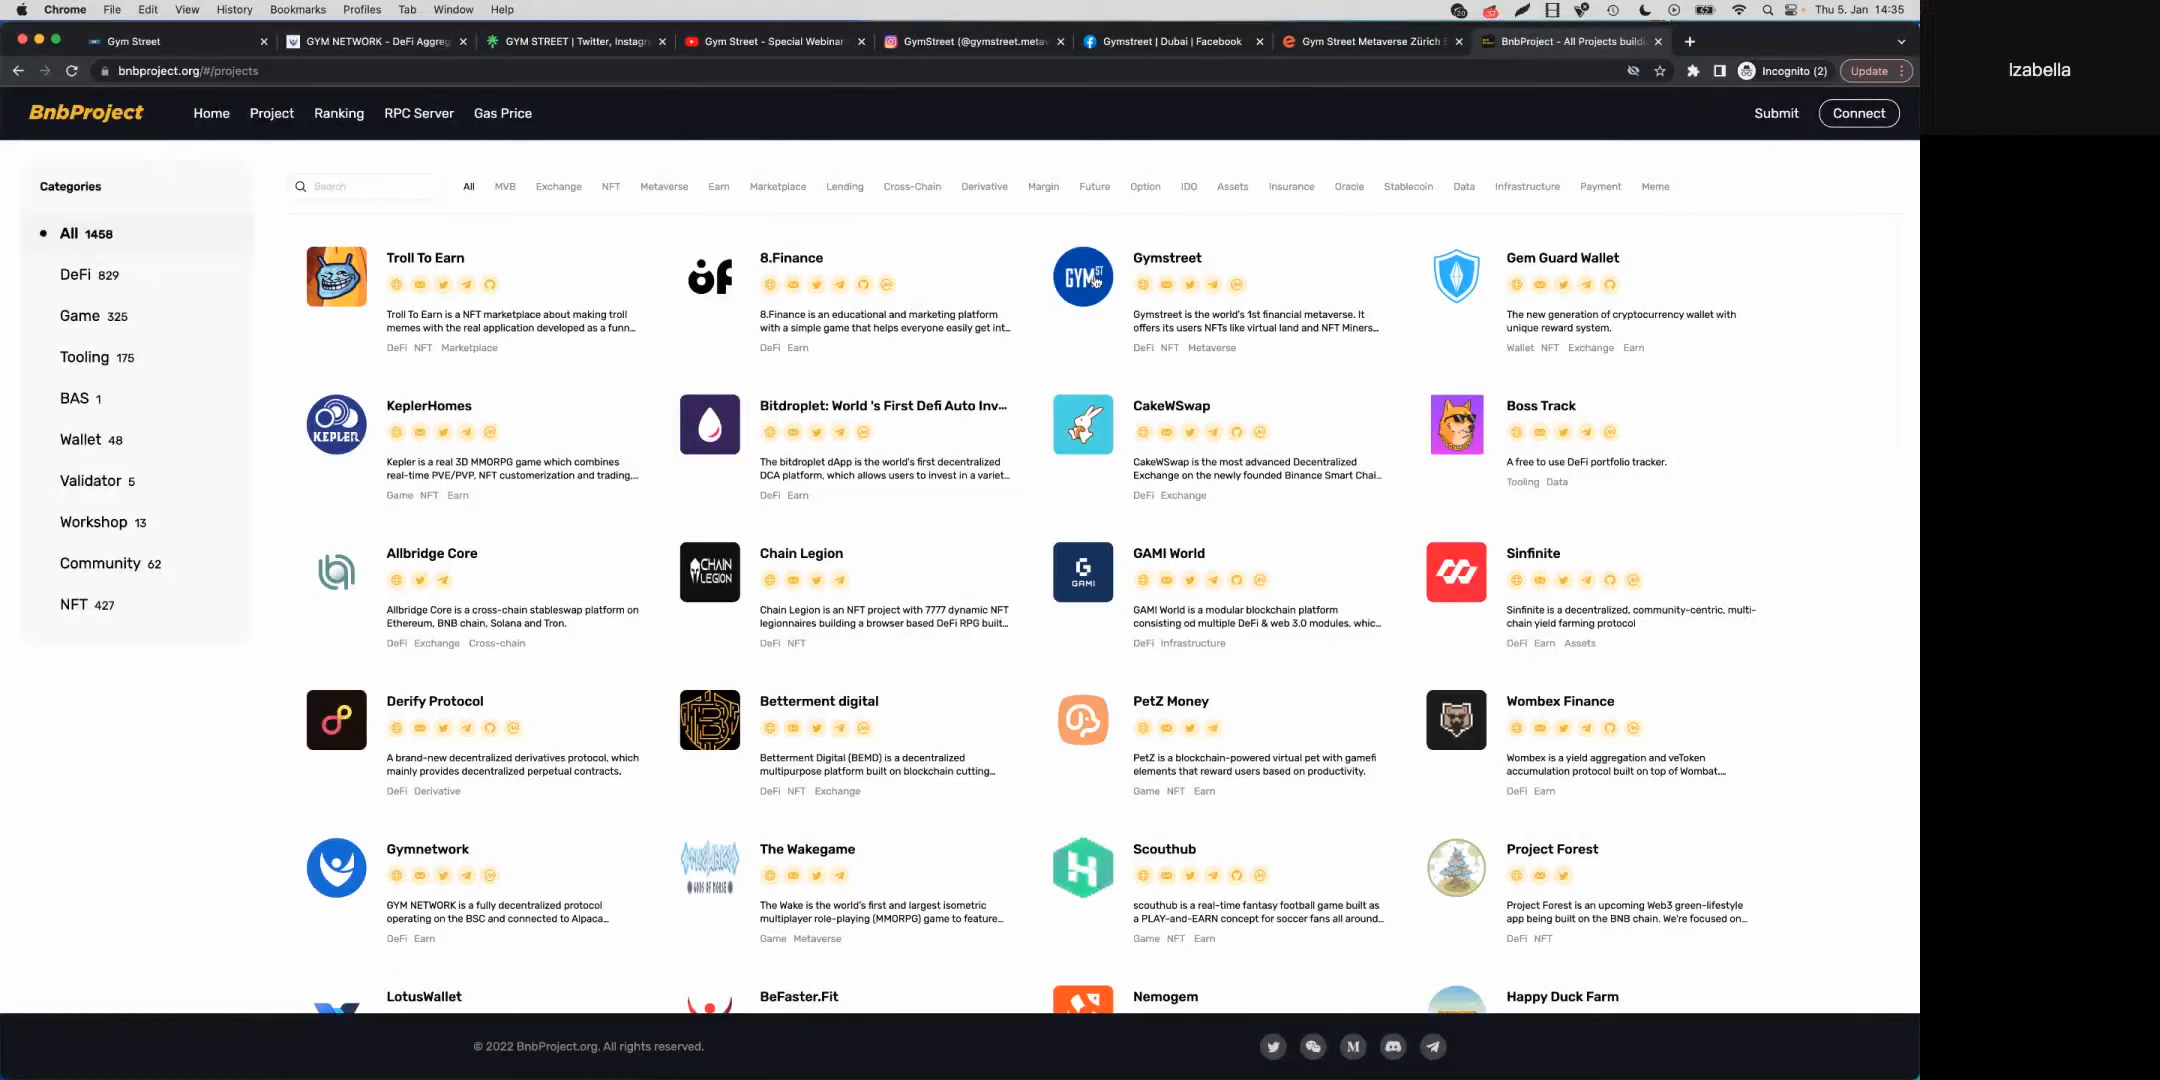 Chrome File Edit View History Bookmarks Profiles Tab Window Help
Thu 5. Jan 14:35
Gym Street
GYM NETWORK - DeFi Aggreg
GYM STREET | Twitter, Instagr
Gym Street - Special Webinar
GymStreet (@gymstreet.metav
Gymstreet | Dubai | Facebook
Gym Street Metaverse Zürich
BnbProject - All Projects buildi
bnbproject.org/#/projects
Incognito (2)
Update
Izabella
BnbProject
Home Project Ranking RPC Server Gas Price
Submit Connect
Categories
All 1458
DeFi 829
Game 325
Tooling 175
BAS 1
Wallet 48
Validator 5
Workshop 13
Community 62
NFT 427
Search
All MVB Exchange NFT Metaverse Earn Marketplace Lending Cross-Chain Derivative Margin Future Option IDO Assets Insurance Oracle Stablecoin Data Infrastructure Payment Meme
Troll To Earn
Troll To Earn is a NFT marketplace about making troll
memes with the real application developed as a funn...
DeFi NFT Marketplace
8.Finance
8.Finance is an educational and marketing platform
with a simple game that helps everyone easily get int...
DeFi Earn
GYM ST
Gymstreet
Gymstreet is the world's 1st financial metaverse. It
offers its users NFTs like virtual land and NFT Miners...
DeFi NFT Metaverse
Gem Guard Wallet
The new generation of cryptocurrency wallet with
unique reward system.
Wallet NFT Exchange Earn
KEPLER
KeplerHomes
Kepler is a real 3D MMORPG game which combines
real-time PVE/PVP, NFT customerization and trading,...
Game NFT Earn
Bitdroplet: World 's First Defi Auto Inv...
The bitdroplet dApp is the world's first decentralized
DCA platform, which allows users to invest in a variet...
DeFi Earn
CakeWSwap
CakeWSwap is the most advanced Decentralized
Exchange on the newly founded Binance Smart Chai...
DeFi Exchange
Boss Track
A free to use DeFi portfolio tracker.
Tooling Data
Allbridge Core
Allbridge Core is a cross-chain stableswap platform on
Ethereum, BNB chain, Solana and Tron.
DeFi Exchange Cross-chain
CHAIN
LEGION
Chain Legion
Chain Legion is an NFT project with 7777 dynamic NFT
legionnaires building a browser based DeFi RPG built...
DeFi NFT
G
GAMI
GAMI World
GAMI World is a modular blockchain platform
consisting od multiple DeFi & web 3.0 modules, whic...
DeFi Infrastructure
Sinfinite
Sinfinite is a decentralized, community-centric, multi-
chain yield farming protocol
DeFi Earn Assets
Derify Protocol
A brand-new decentralized derivatives protocol, which
mainly provides decentralized perpetual contracts.
DeFi Derivative
Betterment digital
Betterment Digital (BEMD) is a decentralized
multipurpose platform built on blockchain cutting...
DeFi NFT Exchange
PetZ Money
PetZ is a blockchain-powered virtual pet with gamefi
elements that reward users based on productivity.
Game NFT Earn
Wombex Finance
Wombex is a yield aggregation and veToken
accumulation protocol built on top of Wombat....
DeFi Earn
Gymnetwork
GYM NETWORK is a fully decentralized protocol
operating on the BSC and connected to Alpaca...
DeFi Earn
The Wakegame
The Wake is the world's first and largest isometric
multiplayer role-playing (MMORPG) game to feature...
Game Metaverse
Scouthub
scouthub is a real-time fantasy football game built as
a PLAY-and-EARN concept for soccer fans all around...
Game NFT Earn
Project Forest
Project Forest is an upcoming Web3 green-lifestyle
app being built on the BNB chain. We're focused on...
DeFi NFT
LotusWallet
BeFaster.Fit
Nemogem
Happy Duck Farm
© 2022 BnbProject.org. All rights reserved.